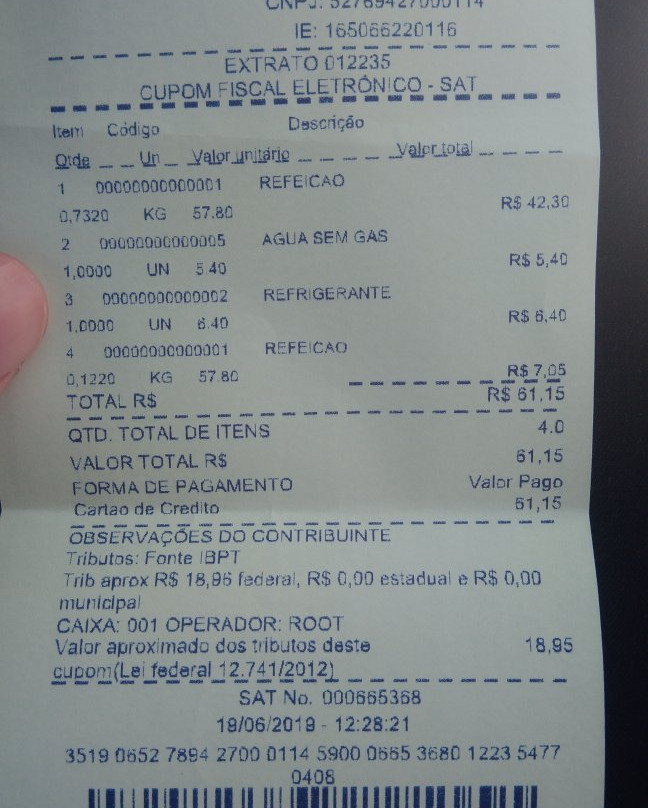 CNPJ: 52789427000114
IE: 165066220116
EXTRATO 012235
CUPOM FISCAL ELETRÔNICO - SAT
Item Código Descrição
Qtde Un Valor unitário Valor total
1 00000000000001 REFEICAO
0,7320 KG 57.80 R$ 42,30
2 00000000000005 AGUA SEM GAS
1,0000 UN 5.40 R$ 5,40
3 00000000000002 REFRIGERANTE
1,0000 UN 6.40 R$ 6,40
4 00000000000001 REFEICAO
0,1220 KG 57.80 R$ 7,05
TOTAL R$ R$ 61,15
QTD. TOTAL DE ITENS 4.0
VALOR TOTAL R$ 61,15
FORMA DE PAGAMENTO Valor Pago
Cartao de Credito 61,15
OBSERVAÇÕES DO CONTRIBUINTE
Tributos: Fonte IBPT
Trib aprox R$ 18,96 federal, R$ 0,00 estadual e R$ 0,00
municipal
CAIXA: 001 OPERADOR: ROOT
Valor aproximado dos tributos deste 18,95
cupom(Lei federal 12.741/2012)
SAT No. 000665368
19/06/2019 - 12:28:21
3519 0652 7894 2700 0114 5900 0665 3680 1223 5477
0408